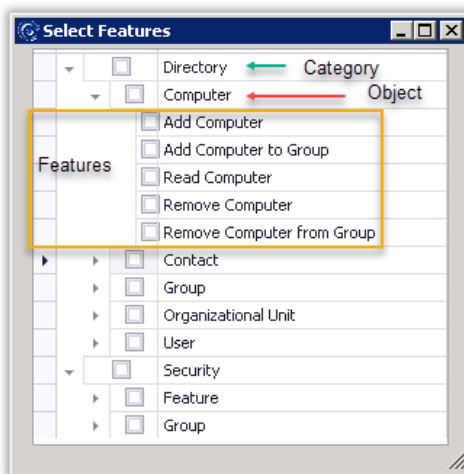 Select Features
Directory Category
Computer Object
Add Computer
Add Computer to Group
Features
Read Computer
Remove Computer
Remove Computer from Group
Contact
Group
Organizational Unit
User
Security
Feature
Group